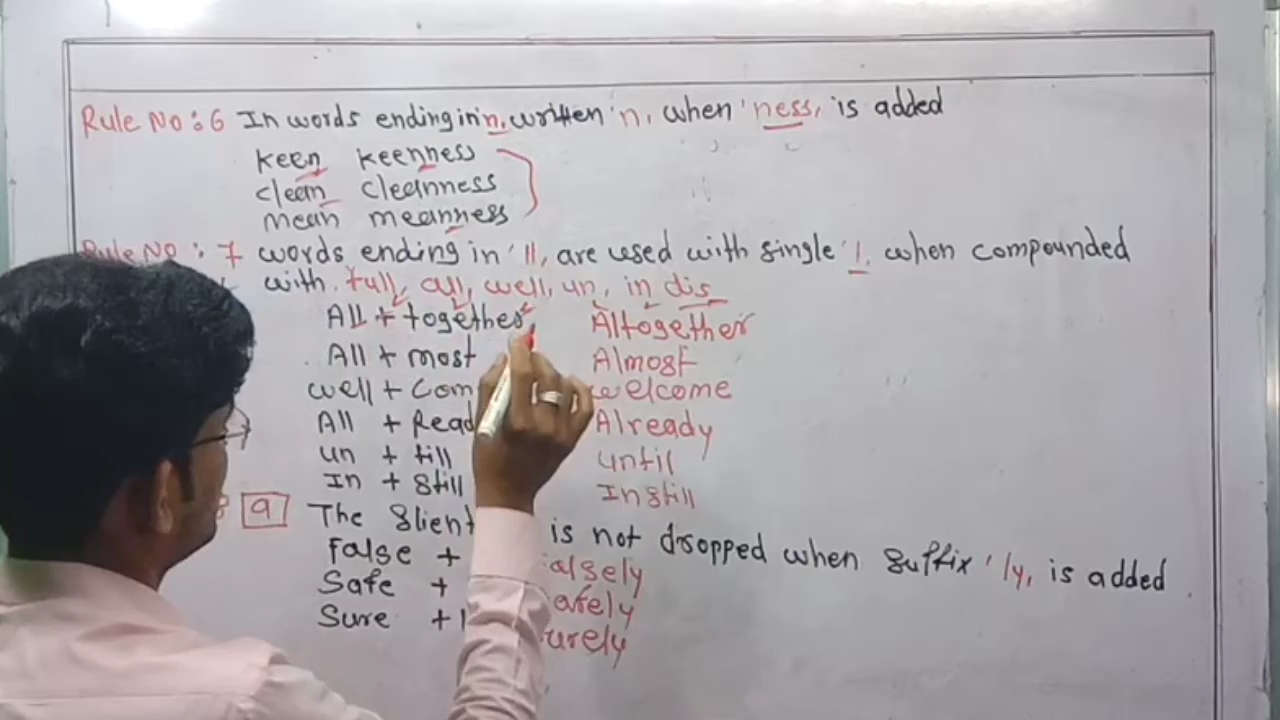 Rule No : 6 In words ending in 'n, written 'n, when 'ness, is added
keen keenness
clean cleanness
mean meanness
Rule No : 7 words ending in 'll, are used with single 'l, when compounded
with full, all, well, un, in dis
All + together Altogether
All + most Almost
well + Com welcome
All + Read Already
un + till until
In + still Instill
9 The Slient is not dropped when suffix 'ly, is added
False + alsely
Safe + afely
Sure + urely